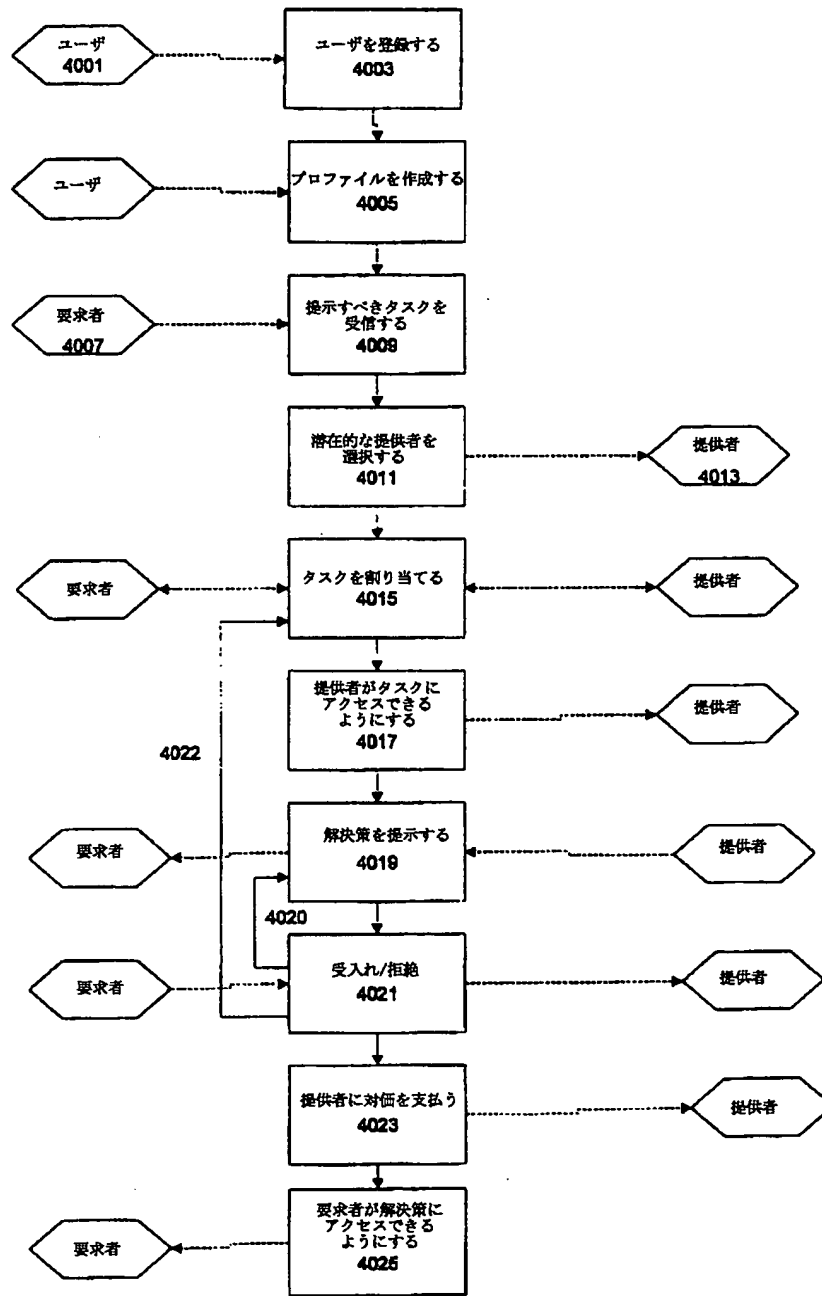 ユーザ
4001
ユーザを登録する
4003
ユーザ
プロファイルを作成する
4005
要求者
4007
提示すべきタスクを
受信する
4009
潜在的な提供者を
選択する
4011
提供者
4013
要求者
タスクを割り当てる
4015
提供者
提供者がタスクに
アクセスできる
ようにする
4017
提供者
4022
要求者
解決策を提示する
4019
提供者
4020
要求者
受入れ/拒絶
4021
提供者
提供者に対価を支払う
4023
提供者
要求者
要求者が解決策に
アクセスできる
ようにする
4025